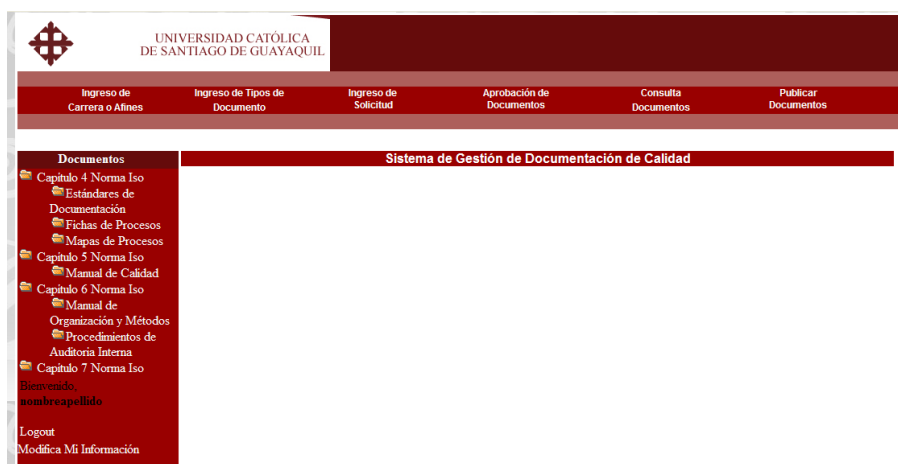 UNIVERSIDAD CATÓLICA
DE SANTIAGO DE GUAYAQUIL
Ingreso de
Carrera o Afines
Ingreso de Tipos de
Documento
Ingreso de
Solicitud
Aprobación de
Documentos
Consulta
Documentos
Publicar
Documentos
Documentos
Sistema de Gestión de Documentación de Calidad
Capitulo 4 Norma Iso
Estándares de
Documentación
Fichas de Procesos
Mapas de Procesos
Capitulo 5 Norma Iso
Manual de Calidad
Capitulo 6 Norma Iso
Manual de
Organización y Métodos
Procedimientos de
Auditoria Interna
Capitulo 7 Norma Iso
Bienvenido,
nombreapellido
Logout
Modifica Mi Información